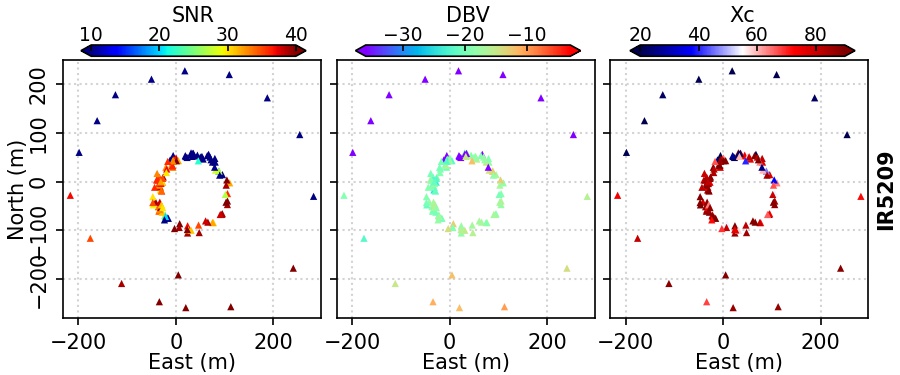 SNR DBV Xc
10 20 30 40 −30 −20 −10 20 40 60 80
200
100
0
−100
−200
North (m)
IR5209
−200 0 200 −200 0 200 −200 0 200
East (m) East (m) East (m)